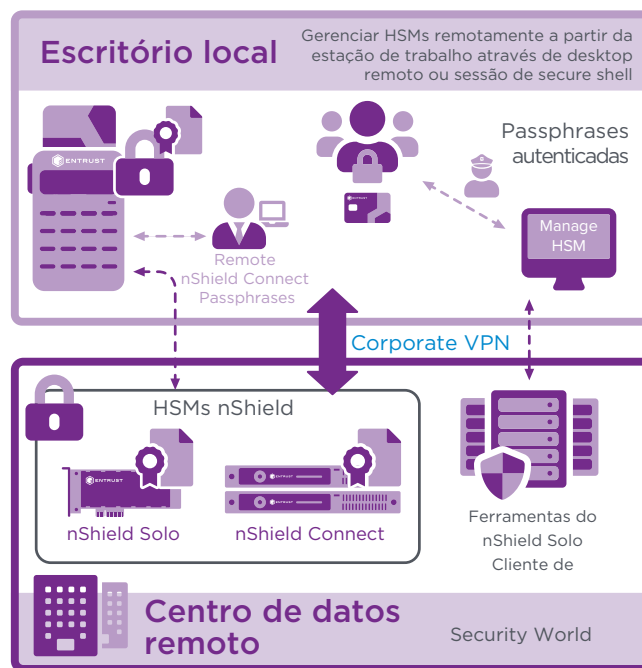 Escritório local
Gerenciar HSMs remotamente a partir da
estação de trabalho através de desktop
remoto ou sessão de secure shell
ENTRUST
ENTRUST
Passphrases
autenticadas
Manage
HSM
Remote
nShield Connect
Passphrases
Corporate VPN
HSMs nShield
ENTRUST
ENTRUST
ENTRUST
nShield Solo
nShield Connect
Ferramentas do
nShield Solo
Cliente de
Centro de datos
remoto
Security World